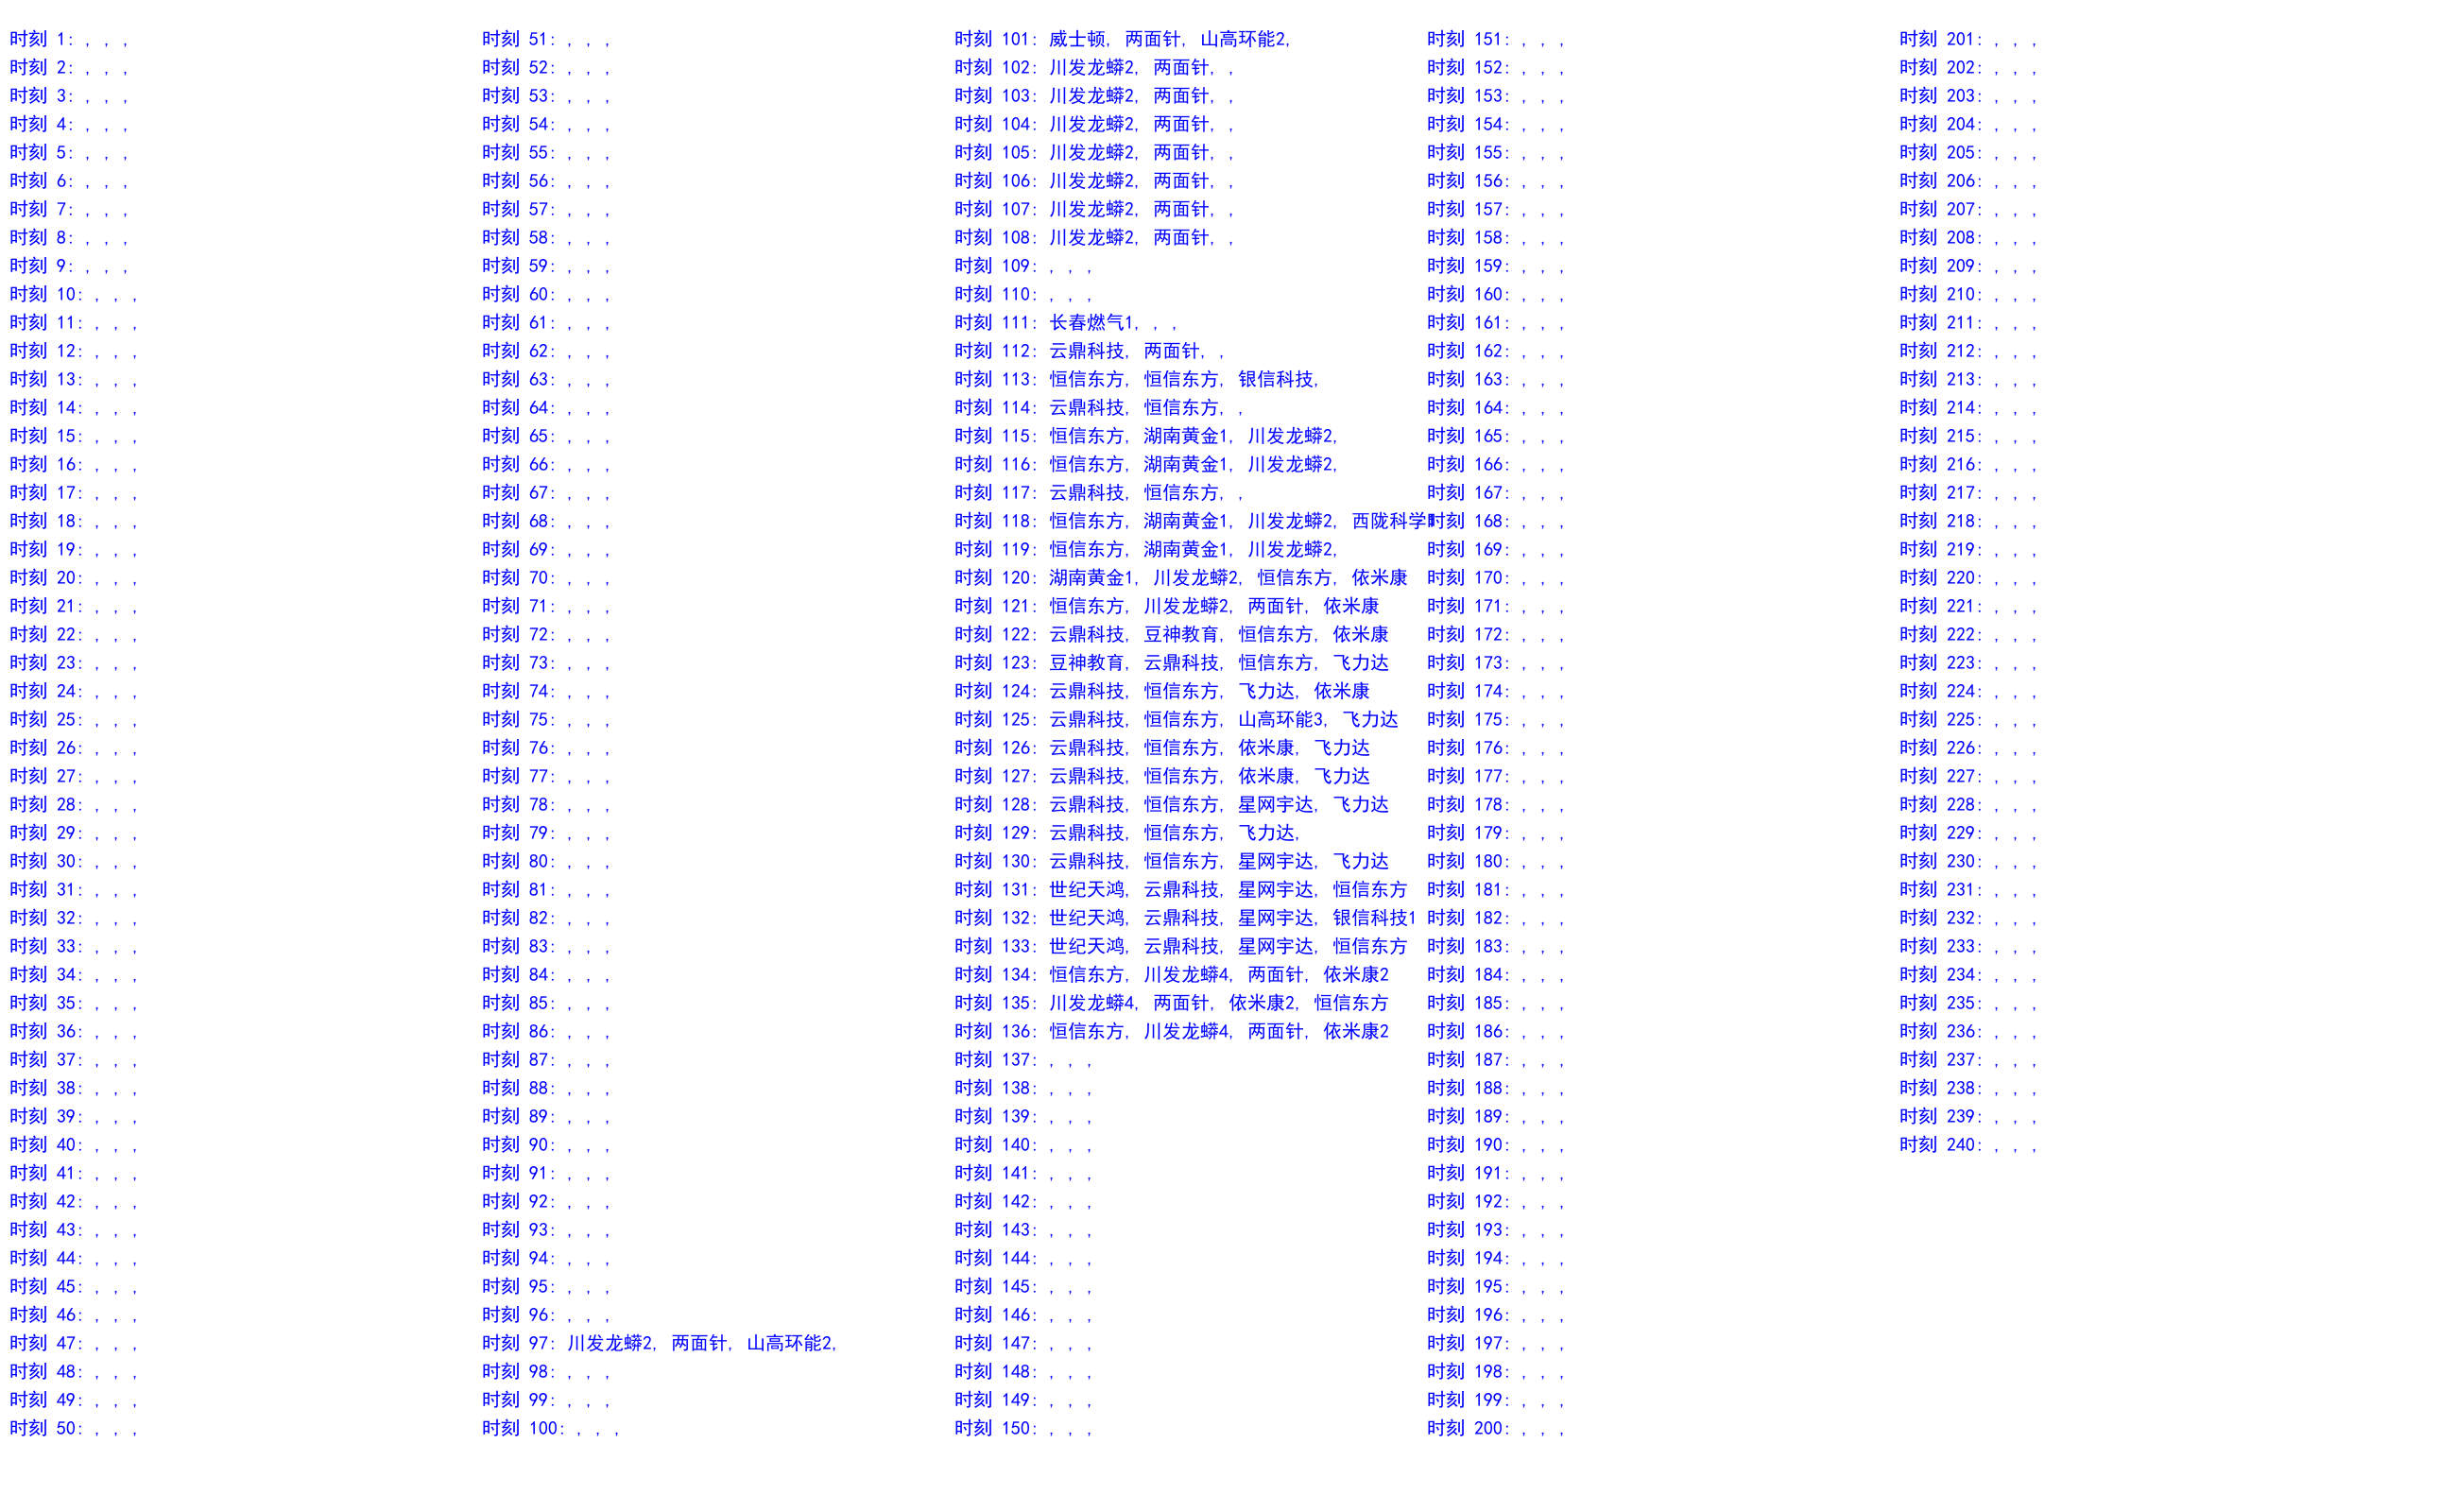 时刻 1: , , ,
时刻 2: , , ,
时刻 3: , , ,
时刻 4: , , ,
时刻 5: , , ,
时刻 6: , , ,
时刻 7: , , ,
时刻 8: , , ,
时刻 9: , , ,
时刻 10: , , ,
时刻 11: , , ,
时刻 12: , , ,
时刻 13: , , ,
时刻 14: , , ,
时刻 15: , , ,
时刻 16: , , ,
时刻 17: , , ,
时刻 18: , , ,
时刻 19: , , ,
时刻 20: , , ,
时刻 21: , , ,
时刻 22: , , ,
时刻 23: , , ,
时刻 24: , , ,
时刻 25: , , ,
时刻 26: , , ,
时刻 27: , , ,
时刻 28: , , ,
时刻 29: , , ,
时刻 30: , , ,
时刻 31: , , ,
时刻 32: , , ,
时刻 33: , , ,
时刻 34: , , ,
时刻 35: , , ,
时刻 36: , , ,
时刻 37: , , ,
时刻 38: , , ,
时刻 39: , , ,
时刻 40: , , ,
时刻 41: , , ,
时刻 42: , , ,
时刻 43: , , ,
时刻 44: , , ,
时刻 45: , , ,
时刻 46: , , ,
时刻 47: , , ,
时刻 48: , , ,
时刻 49: , , ,
时刻 50: , , ,
时刻 51: , , ,
时刻 52: , , ,
时刻 53: , , ,
时刻 54: , , ,
时刻 55: , , ,
时刻 56: , , ,
时刻 57: , , ,
时刻 58: , , ,
时刻 59: , , ,
时刻 60: , , ,
时刻 61: , , ,
时刻 62: , , ,
时刻 63: , , ,
时刻 64: , , ,
时刻 65: , , ,
时刻 66: , , ,
时刻 67: , , ,
时刻 68: , , ,
时刻 69: , , ,
时刻 70: , , ,
时刻 71: , , ,
时刻 72: , , ,
时刻 73: , , ,
时刻 74: , , ,
时刻 75: , , ,
时刻 76: , , ,
时刻 77: , , ,
时刻 78: , , ,
时刻 79: , , ,
时刻 80: , , ,
时刻 81: , , ,
时刻 82: , , ,
时刻 83: , , ,
时刻 84: , , ,
时刻 85: , , ,
时刻 86: , , ,
时刻 87: , , ,
时刻 88: , , ,
时刻 89: , , ,
时刻 90: , , ,
时刻 91: , , ,
时刻 92: , , ,
时刻 93: , , ,
时刻 94: , , ,
时刻 95: , , ,
时刻 96: , , ,
时刻 97: 川发龙蟒2, 两面针, 山高环能2,
时刻 98: , , ,
时刻 99: , , ,
时刻 100: , , ,
时刻 101: 威士顿, 两面针, 山高环能2,
时刻 102: 川发龙蟒2, 两面针, ,
时刻 103: 川发龙蟒2, 两面针, ,
时刻 104: 川发龙蟒2, 两面针, ,
时刻 105: 川发龙蟒2, 两面针, ,
时刻 106: 川发龙蟒2, 两面针, ,
时刻 107: 川发龙蟒2, 两面针, ,
时刻 108: 川发龙蟒2, 两面针, ,
时刻 109: , , ,
时刻 110: , , ,
时刻 111: 长春燃气1, , ,
时刻 112: 云鼎科技, 两面针, ,
时刻 113: 恒信东方, 恒信东方, 银信科技,
时刻 114: 云鼎科技, 恒信东方, ,
时刻 115: 恒信东方, 湖南黄金1, 川发龙蟒2,
时刻 116: 恒信东方, 湖南黄金1, 川发龙蟒2,
时刻 117: 云鼎科技, 恒信东方, ,
时刻 118: 恒信东方, 湖南黄金1, 川发龙蟒2, 西陇科学
时刻 119: 恒信东方, 湖南黄金1, 川发龙蟒2,
时刻 120: 湖南黄金1, 川发龙蟒2, 恒信东方, 依米康
时刻 121: 恒信东方, 川发龙蟒2, 两面针, 依米康
时刻 122: 云鼎科技, 豆神教育, 恒信东方, 依米康
时刻 123: 豆神教育, 云鼎科技, 恒信东方, 飞力达
时刻 124: 云鼎科技, 恒信东方, 飞力达, 依米康
时刻 125: 云鼎科技, 恒信东方, 山高环能3, 飞力达
时刻 126: 云鼎科技, 恒信东方, 依米康, 飞力达
时刻 127: 云鼎科技, 恒信东方, 依米康, 飞力达
时刻 128: 云鼎科技, 恒信东方, 星网宇达, 飞力达
时刻 129: 云鼎科技, 恒信东方, 飞力达,
时刻 130: 云鼎科技, 恒信东方, 星网宇达, 飞力达
时刻 131: 世纪天鸿, 云鼎科技, 星网宇达, 恒信东方
时刻 132: 世纪天鸿, 云鼎科技, 星网宇达, 银信科技1
时刻 133: 世纪天鸿, 云鼎科技, 星网宇达, 恒信东方
时刻 134: 恒信东方, 川发龙蟒4, 两面针, 依米康2
时刻 135: 川发龙蟒4, 两面针, 依米康2, 恒信东方
时刻 136: 恒信东方, 川发龙蟒4, 两面针, 依米康2
时刻 137: , , ,
时刻 138: , , ,
时刻 139: , , ,
时刻 140: , , ,
时刻 141: , , ,
时刻 142: , , ,
时刻 143: , , ,
时刻 144: , , ,
时刻 145: , , ,
时刻 146: , , ,
时刻 147: , , ,
时刻 148: , , ,
时刻 149: , , ,
时刻 150: , , ,
时刻 151: , , ,
时刻 152: , , ,
时刻 153: , , ,
时刻 154: , , ,
时刻 155: , , ,
时刻 156: , , ,
时刻 157: , , ,
时刻 158: , , ,
时刻 159: , , ,
时刻 160: , , ,
时刻 161: , , ,
时刻 162: , , ,
时刻 163: , , ,
时刻 164: , , ,
时刻 165: , , ,
时刻 166: , , ,
时刻 167: , , ,
时刻 168: , , ,
时刻 169: , , ,
时刻 170: , , ,
时刻 171: , , ,
时刻 172: , , ,
时刻 173: , , ,
时刻 174: , , ,
时刻 175: , , ,
时刻 176: , , ,
时刻 177: , , ,
时刻 178: , , ,
时刻 179: , , ,
时刻 180: , , ,
时刻 181: , , ,
时刻 182: , , ,
时刻 183: , , ,
时刻 184: , , ,
时刻 185: , , ,
时刻 186: , , ,
时刻 187: , , ,
时刻 188: , , ,
时刻 189: , , ,
时刻 190: , , ,
时刻 191: , , ,
时刻 192: , , ,
时刻 193: , , ,
时刻 194: , , ,
时刻 195: , , ,
时刻 196: , , ,
时刻 197: , , ,
时刻 198: , , ,
时刻 199: , , ,
时刻 200: , , ,
时刻 201: , , ,
时刻 202: , , ,
时刻 203: , , ,
时刻 204: , , ,
时刻 205: , , ,
时刻 206: , , ,
时刻 207: , , ,
时刻 208: , , ,
时刻 209: , , ,
时刻 210: , , ,
时刻 211: , , ,
时刻 212: , , ,
时刻 213: , , ,
时刻 214: , , ,
时刻 215: , , ,
时刻 216: , , ,
时刻 217: , , ,
时刻 218: , , ,
时刻 219: , , ,
时刻 220: , , ,
时刻 221: , , ,
时刻 222: , , ,
时刻 223: , , ,
时刻 224: , , ,
时刻 225: , , ,
时刻 226: , , ,
时刻 227: , , ,
时刻 228: , , ,
时刻 229: , , ,
时刻 230: , , ,
时刻 231: , , ,
时刻 232: , , ,
时刻 233: , , ,
时刻 234: , , ,
时刻 235: , , ,
时刻 236: , , ,
时刻 237: , , ,
时刻 238: , , ,
时刻 239: , , ,
时刻 240: , , ,